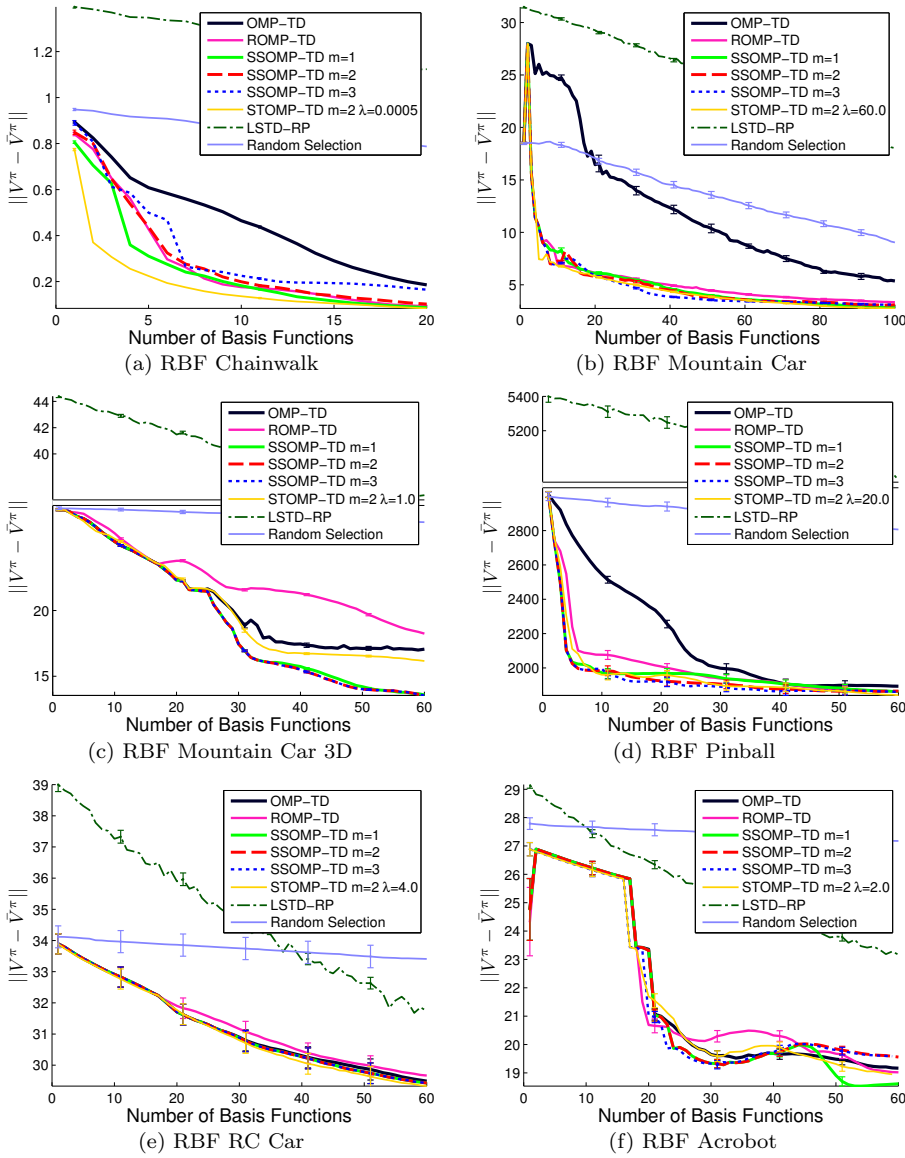 1.2
1
0.8
0.6
0.4
0.2
0
5
10
15
20
||V^π − V̄^π||
Number of Basis Functions
OMP−TD
ROMP−TD
SSOMP−TD m=1
SSOMP−TD m=2
SSOMP−TD m=3
STOMP−TD m=2 λ=0.0005
LSTD−RP
Random Selection
(a) RBF Chainwalk
30
25
20
15
10
5
0
20
40
60
80
100
||V^π − V̄^π||
Number of Basis Functions
OMP−TD
ROMP−TD
SSOMP−TD m=1
SSOMP−TD m=2
SSOMP−TD m=3
STOMP−TD m=2 λ=60.0
LSTD−RP
Random Selection
(b) RBF Mountain Car
44
42
40
20
15
0
10
20
30
40
50
60
||V^π − V̄^π||
Number of Basis Functions
OMP−TD
ROMP−TD
SSOMP−TD m=1
SSOMP−TD m=2
SSOMP−TD m=3
STOMP−TD m=2 λ=1.0
LSTD−RP
Random Selection
(c) RBF Mountain Car 3D
5400
5200
2800
2600
2400
2200
2000
0
10
20
30
40
50
60
||V^π − V̄^π||
Number of Basis Functions
OMP−TD
ROMP−TD
SSOMP−TD m=1
SSOMP−TD m=2
SSOMP−TD m=3
STOMP−TD m=2 λ=20.0
LSTD−RP
Random Selection
(d) RBF Pinball
39
38
37
36
35
34
33
32
31
30
0
10
20
30
40
50
60
||V^π − V̄^π||
Number of Basis Functions
OMP−TD
ROMP−TD
SSOMP−TD m=1
SSOMP−TD m=2
SSOMP−TD m=3
STOMP−TD m=2 λ=4.0
LSTD−RP
Random Selection
(e) RBF RC Car
29
28
27
26
25
24
23
22
21
20
19
0
10
20
30
40
50
60
||V^π − V̄^π||
Number of Basis Functions
OMP−TD
ROMP−TD
SSOMP−TD m=1
SSOMP−TD m=2
SSOMP−TD m=3
STOMP−TD m=2 λ=2.0
LSTD−RP
Random Selection
(f) RBF Acrobot